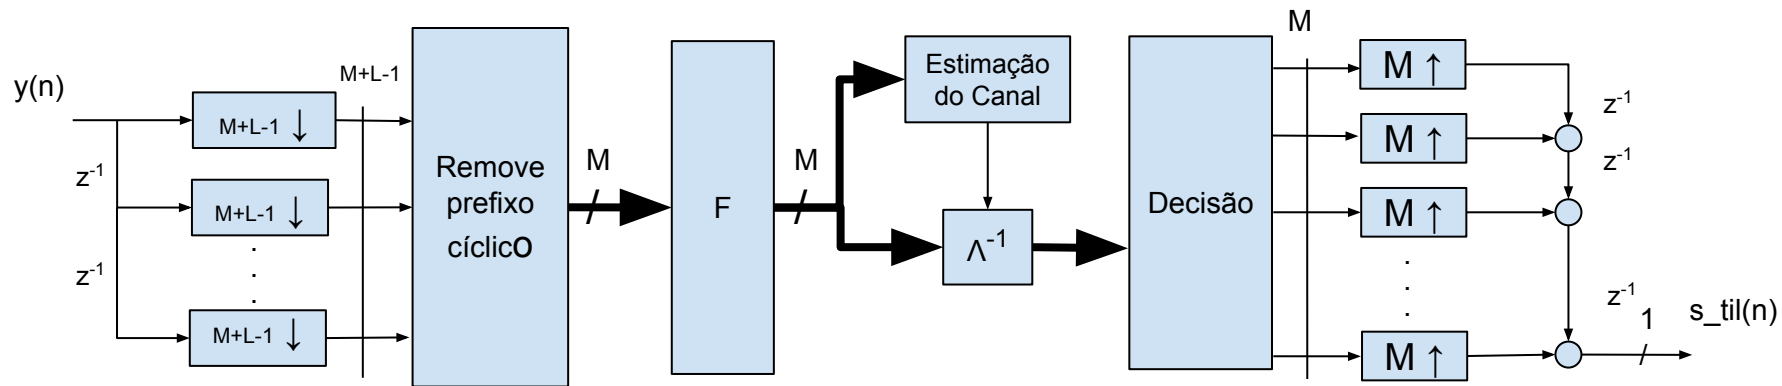 y(n)
z⁻¹
z⁻¹
M+L-1 ↓
M+L-1 ↓
. . .
M+L-1 ↓
M+L-1
Remove
prefixo
cíclico
M
F
M
Estimação
do Canal
Λ⁻¹
Decisão
M
M ↑
M ↑
M ↑
. . .
M ↑
z⁻¹
z⁻¹
z⁻¹
1
s_til(n)